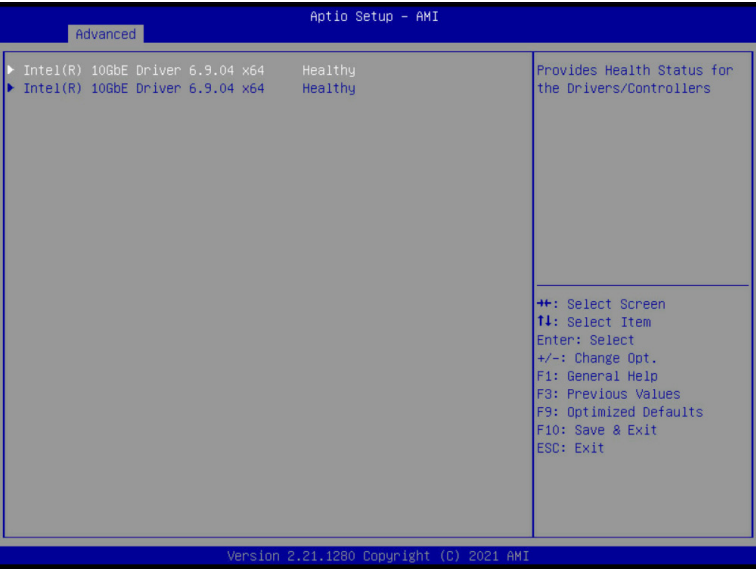 Aptio Setup – AMI
Advanced
Intel(R) 10GbE Driver 6.9.04 x64 Healthy
Intel(R) 10GbE Driver 6.9.04 x64 Healthy
Provides Health Status for
the Drivers/Controllers
→←: Select Screen
↑↓: Select Item
Enter: Select
+/–: Change Opt.
F1: General Help
F3: Previous Values
F9: Optimized Defaults
F10: Save & Exit
ESC: Exit
Version 2.21.1280 Copyright (C) 2021 AMI